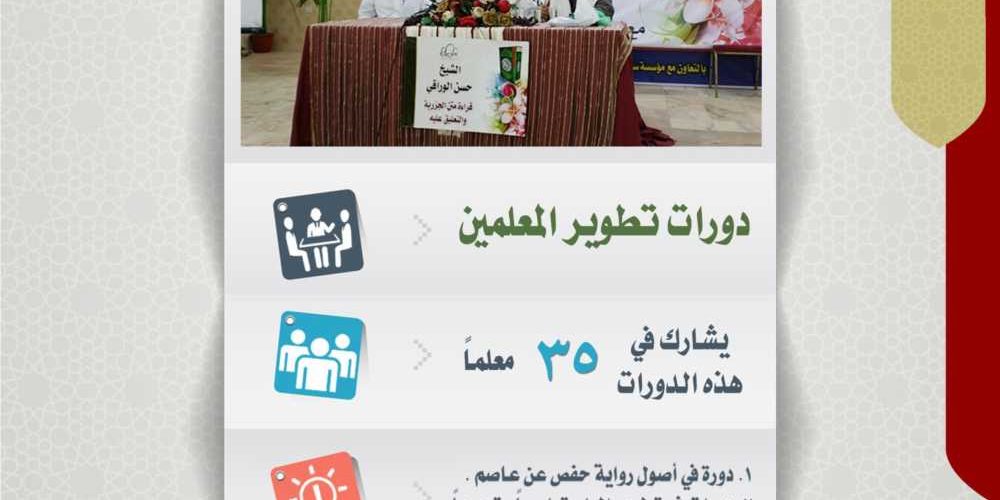 مع
بالتعاون مع مؤسسة
الشيخ
حسن الوراقي
قراءة متن الجزرية
والتعليق عليه
دورات تطوير المعلمين
يشارك في
هذه الدورات
٣٥ معلماً
١. دورة في أصول رواية حفص عن عاصم .